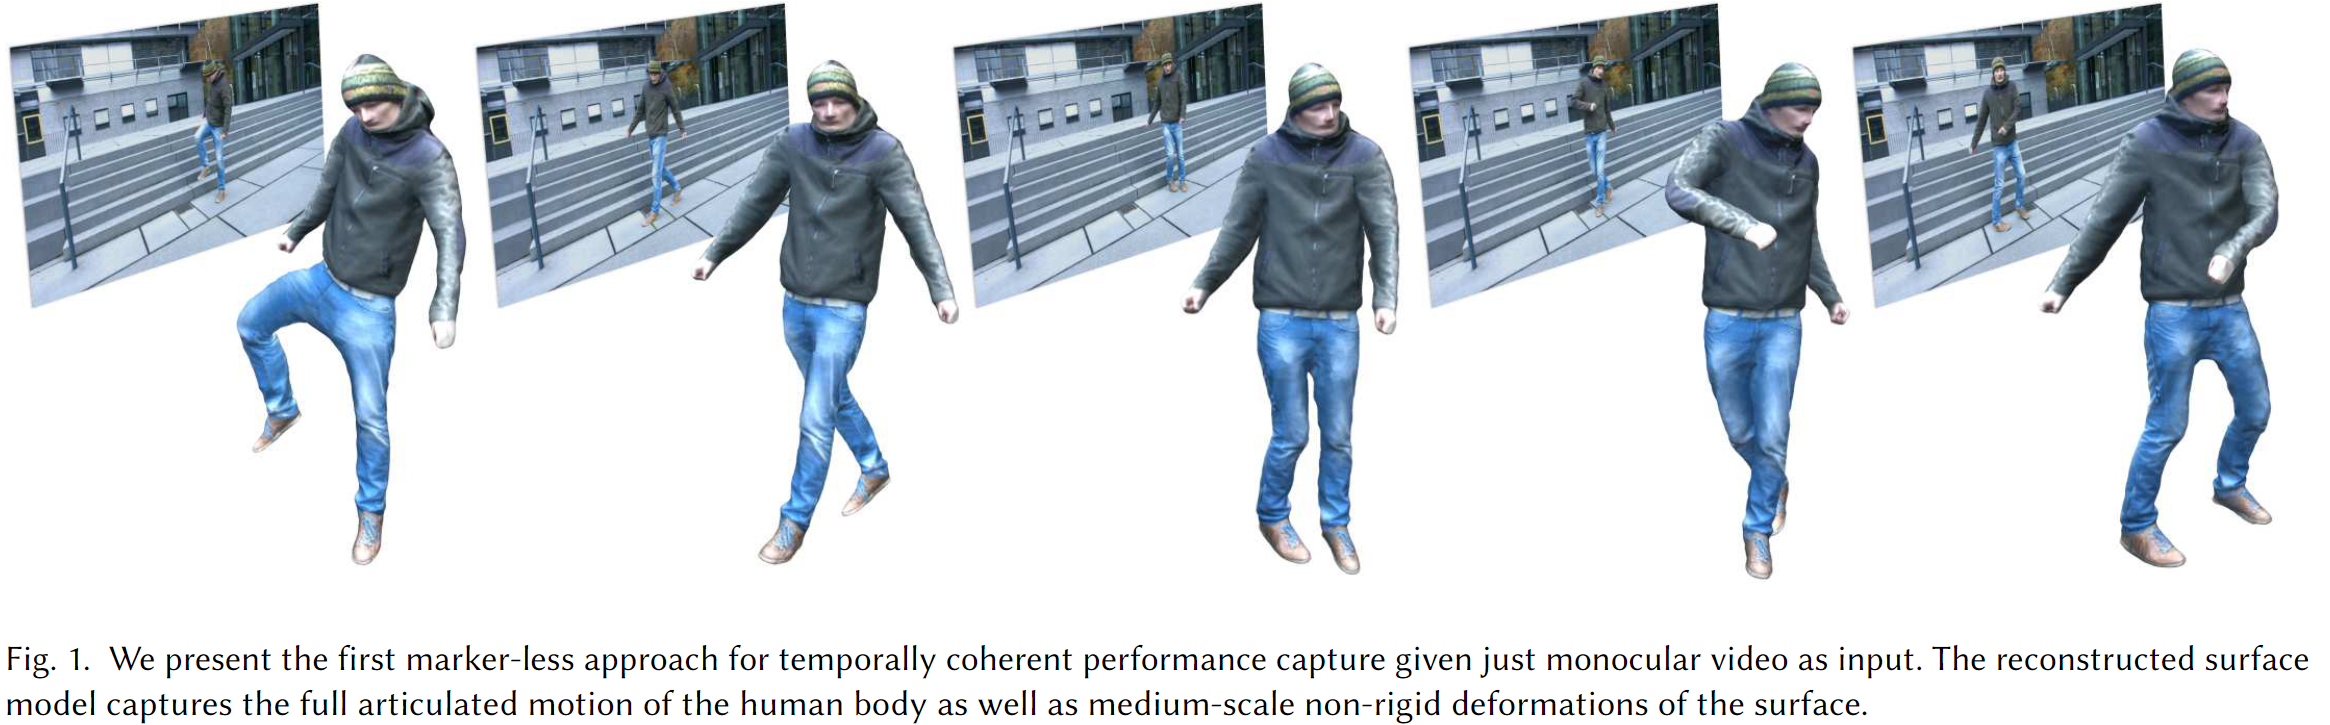 Fig. 1. We present the first marker-less approach for temporally coherent performance capture given just monocular video as input. The reconstructed surface
model captures the full articulated motion of the human body as well as medium-scale non-rigid deformations of the surface.